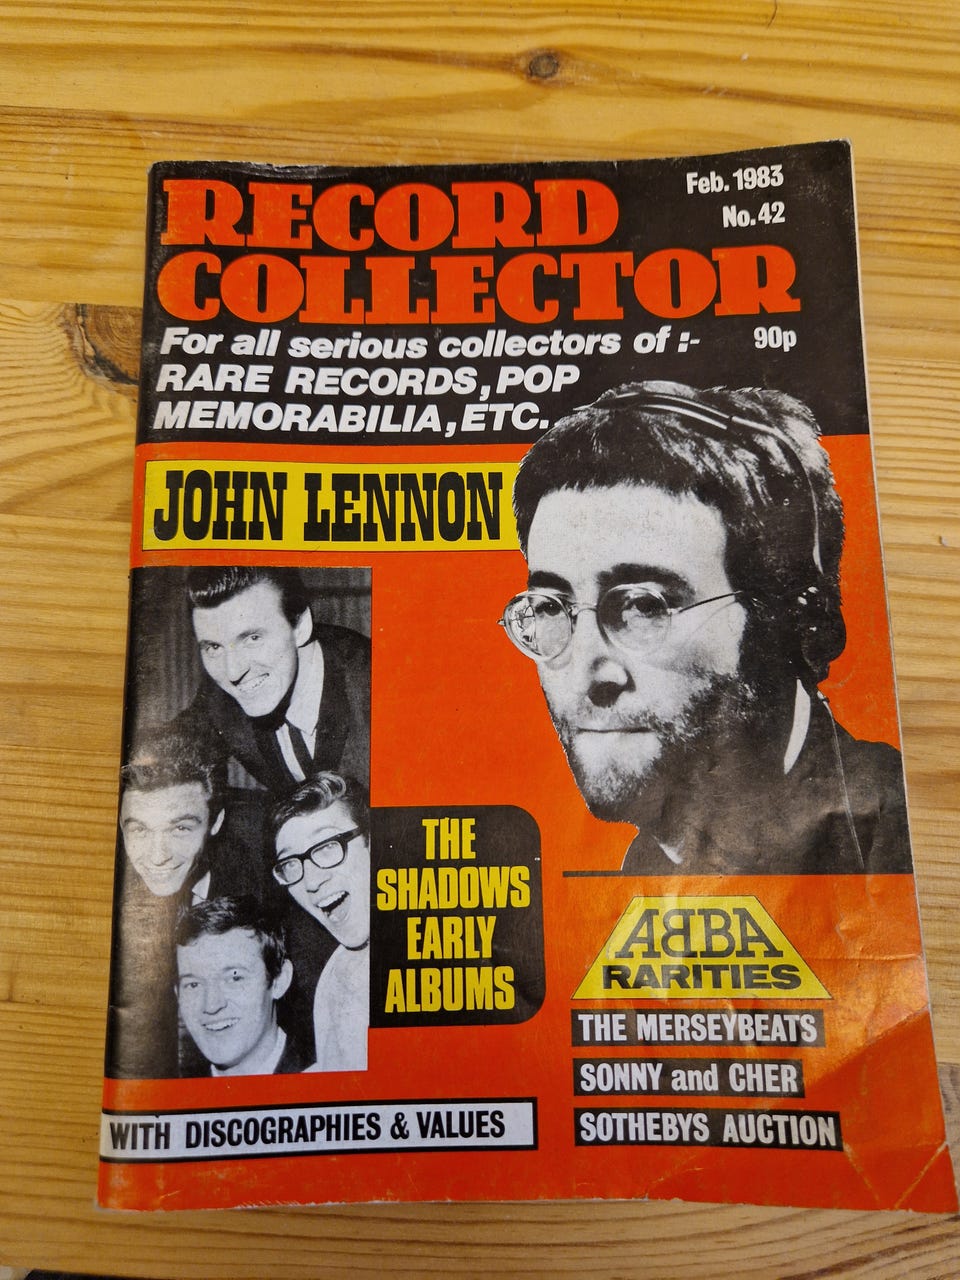 RECORD
COLLECTOR
Feb. 1983
No. 42
90p
For all serious collectors of :-
RARE RECORDS, POP
MEMORABILIA, ETC.
JOHN LENNON
THE
SHADOWS
EARLY
ALBUMS
ABBA
RARITIES
THE MERSEYBEATS
SONNY and CHER
SOTHEBYS AUCTION
WITH DISCOGRAPHIES & VALUES